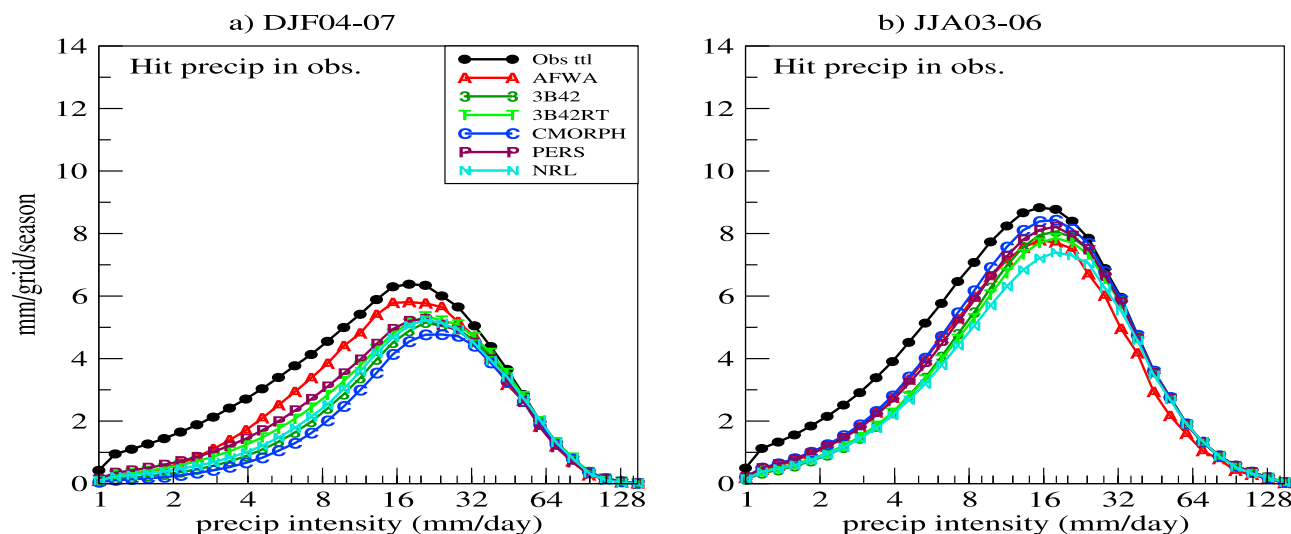 a) DJF04-07
b) JJA03-06
14
12
10
8
6
4
2
0
mm/grid/season
Hit precip in obs.
Obs ttl
A A AFWA
3 3 3B42
T T 3B42RT
C C CMORPH
P P PERS
N N NRL
1 2 4 8 16 32 64 128
precip intensity (mm/day)
14
12
10
8
6
4
2
0
Hit precip in obs.
1 2 4 8 16 32 64 128
precip intensity (mm/day)